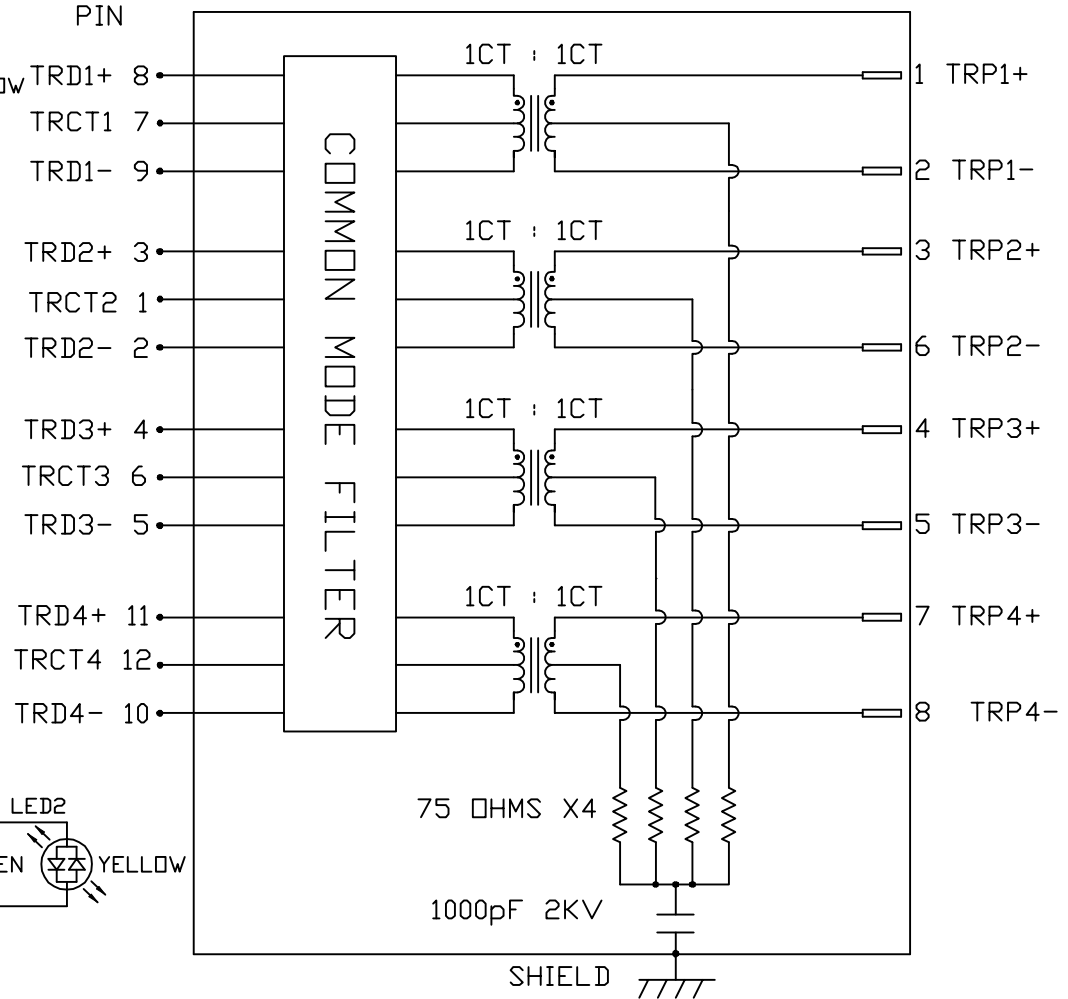 PIN
1CT : 1CT
OW TRD1+ 8
1 TRP1+
TRCT1 7
TRD1- 9
2 TRP1-
1CT : 1CT
TRD2+ 3
3 TRP2+
TRCT2 1
TRD2- 2
6 TRP2-
1CT : 1CT
TRD3+ 4
4 TRP3+
TRCT3 6
TRD3- 5
5 TRP3-
1CT : 1CT
TRD4+ 11
7 TRP4+
TRCT4 12
TRD4- 10
8 TRP4-
COMMON MODE FILTER
LED2
75 OHMS X4
EN YELLOW
1000pF 2KV
SHIELD